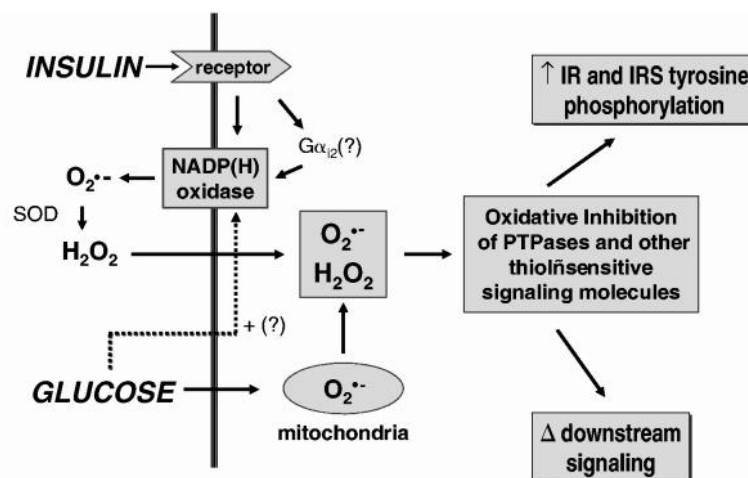 INSULIN
receptor
↑ IR and IRS tyrosine
phosphorylation
Gαi2(?)
NADP(H)
oxidase
O2•-
SOD
H2O2
O2•-
H2O2
Oxidative Inhibition
of PTPases and other
thiolñsensitive
signaling molecules
+ (?)
GLUCOSE
O2•-
mitochondria
Δ downstream
signaling